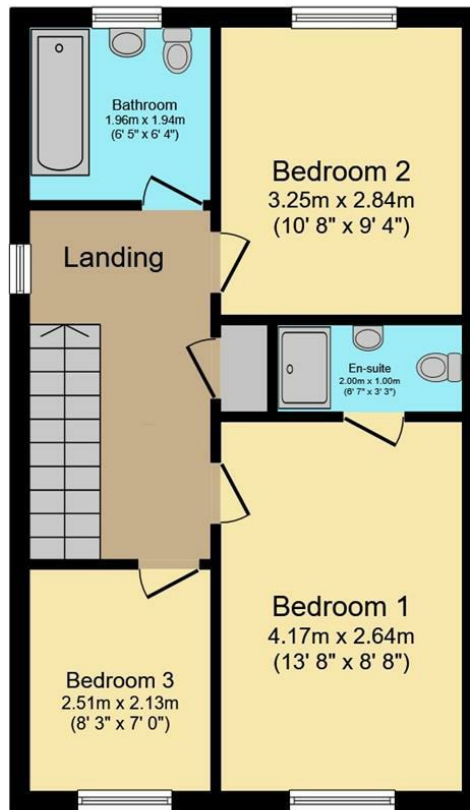 Bathroom
1.96m x 1.94m
(6' 5" x 6' 4")
Bedroom 2
3.25m x 2.84m
(10' 8" x 9' 4")
Landing
En-suite
2.00m x 1.00m
(6' 7" x 3' 3")
Bedroom 1
4.17m x 2.64m
(13' 8" x 8' 8")
Bedroom 3
2.51m x 2.13m
(8' 3" x 7' 0")